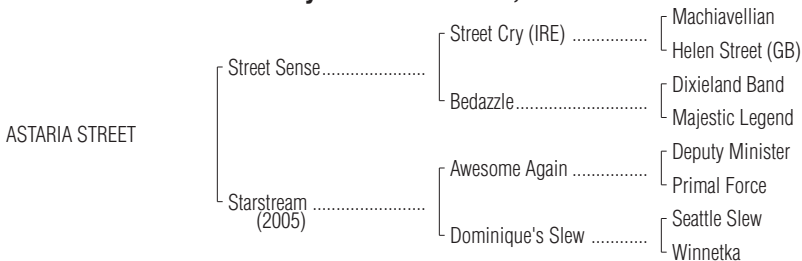 Machiavellian
Street Cry (IRE) ................
Helen Street (GB)
Street Sense......................
Dixieland Band
Bedazzle............................
Majestic Legend
ASTARIA STREET
Deputy Minister
Awesome Again ................
Primal Force
Starstream ........................
(2005)
Seattle Slew
Dominique's Slew ............
Winnetka